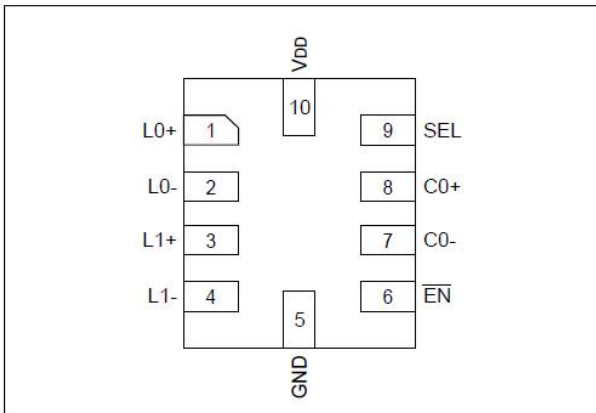 VDD
10
L0+ 1 9 SEL
L0- 2 8 C0+
L1+ 3 7 C0-
L1- 4 6 E̅N̅
5
GND